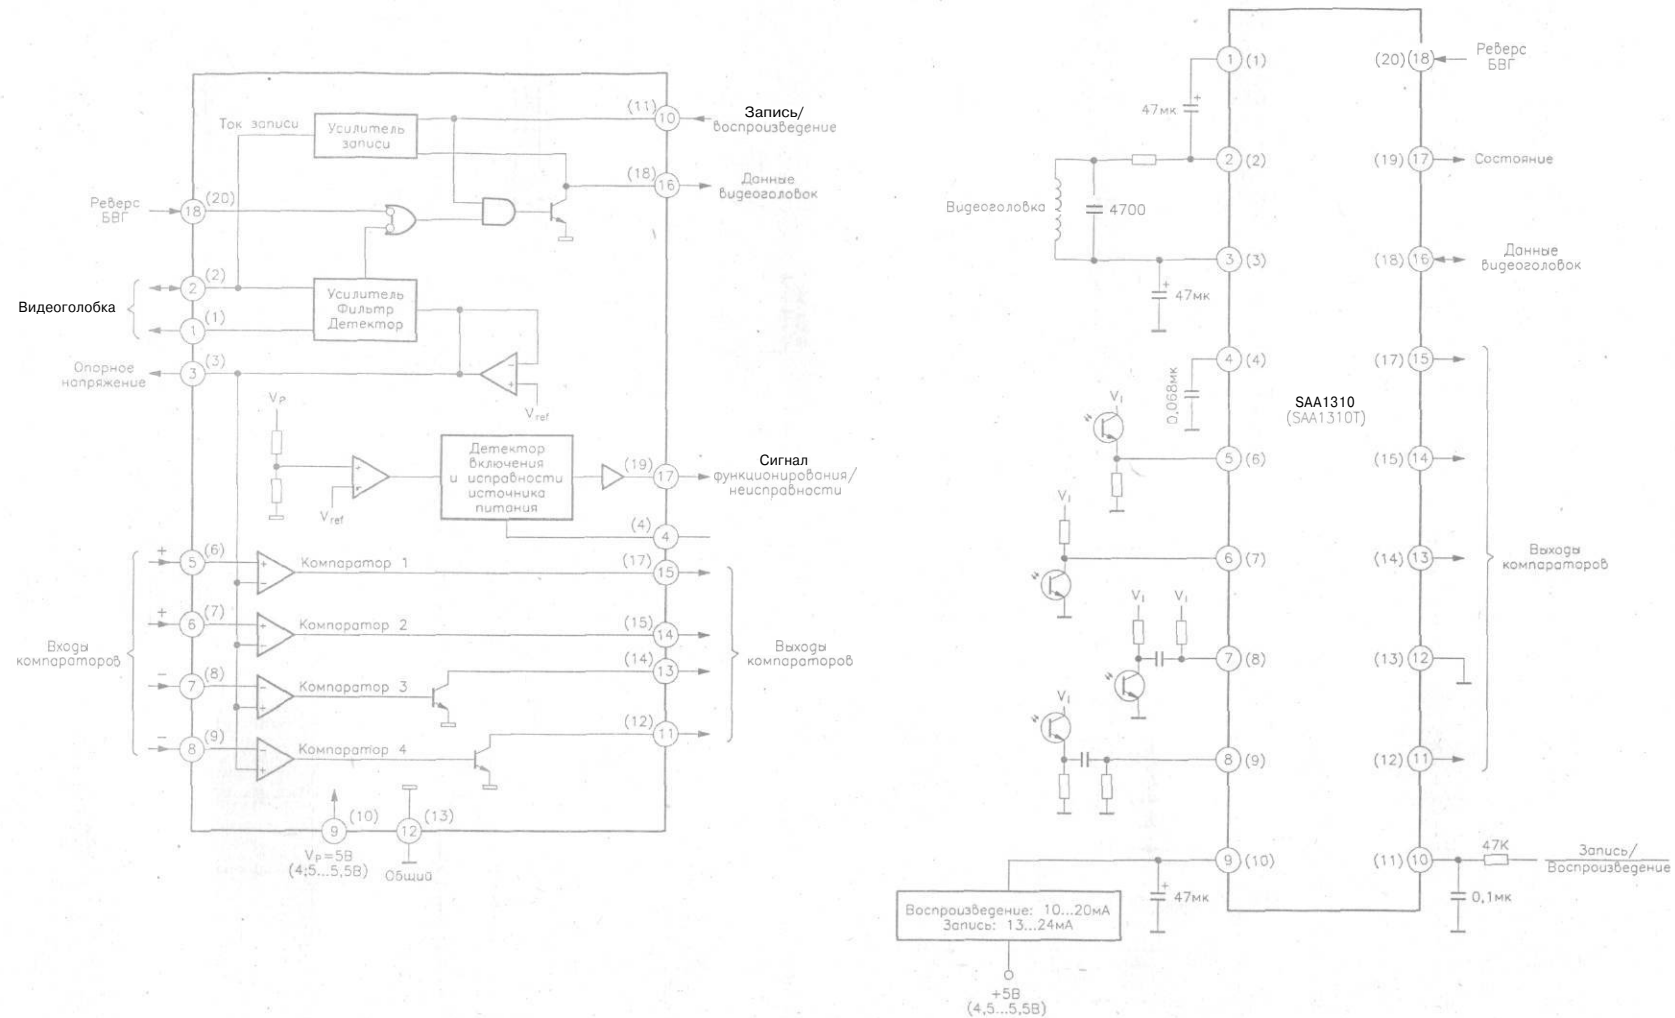 Ток записи
Усилитель
записи
(11)
10
Запись/
воспроизведение
(18)
16
Данные
видеоголовок
Реверс
БВГ
18
(20)
2
(2)
Видеоголобка
1
(1)
Усилитель
Фильтр
Детектор
Опорное
напряжение
3
(3)
−
+
Vref
VP
+
−
Vref
Детектор
включения
и исправности
источника
питания
(19)
17
Сигнал
функционирования/
неисправности
(4)
4
Входы
компараторов
+
5
(6)
+
−
Компаратор 1
(17)
15
+
6
(7)
+
−
Компаратор 2
(15)
14
−
7
(8)
−
+
Компаратор 3
(14)
13
−
8
(9)
−
+
Компаратор 4
(12)
11
Выходы
компараторов
9
(10)
VP=5В
(4,5...5,5В)
12
(13)
Общий
1
(1)
47мк
+
2
(2)
Видеоголовка
4700
3
(3)
+
47мк
4
(4)
0,068мк
VI
5
(6)
VI
6
(7)
VI
VI
7
(8)
VI
8
(9)
9
(10)
+
47мк
Воспроизведение: 10...20мА
Запись: 13...24мА
+5В
(4,5...5,5В)
SAA1310
(SAA1310T)
(20)
18
Реверс
БВГ
(19)
17
Состояние
(18)
16
Данные
видеоголовок
(17)
15
(15)
14
(14)
13
(13)
12
(12)
11
Выходы
компараторов
(11)
10
47К
Запись/
Воспроизведение
0,1мк